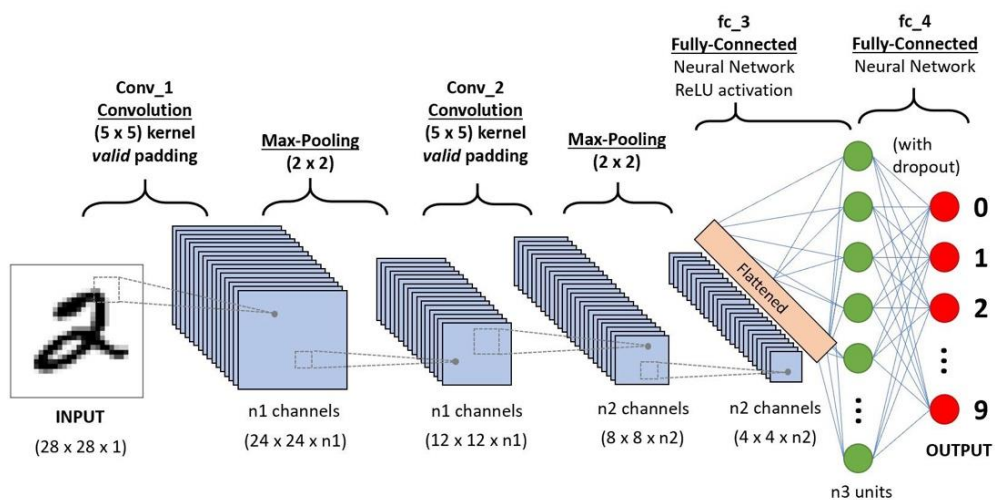 fc_3
Fully-Connected
Neural Network
ReLU activation
fc_4
Fully-Connected
Neural Network
Conv_1
Convolution
(5 x 5) kernel
valid padding
Max-Pooling
(2 x 2)
Conv_2
Convolution
(5 x 5) kernel
valid padding
Max-Pooling
(2 x 2)
(with
dropout)
Flattened
0
1
2
9
INPUT
(28 x 28 x 1)
n1 channels
(24 x 24 x n1)
n1 channels
(12 x 12 x n1)
n2 channels
(8 x 8 x n2)
n2 channels
(4 x 4 x n2)
OUTPUT
n3 units